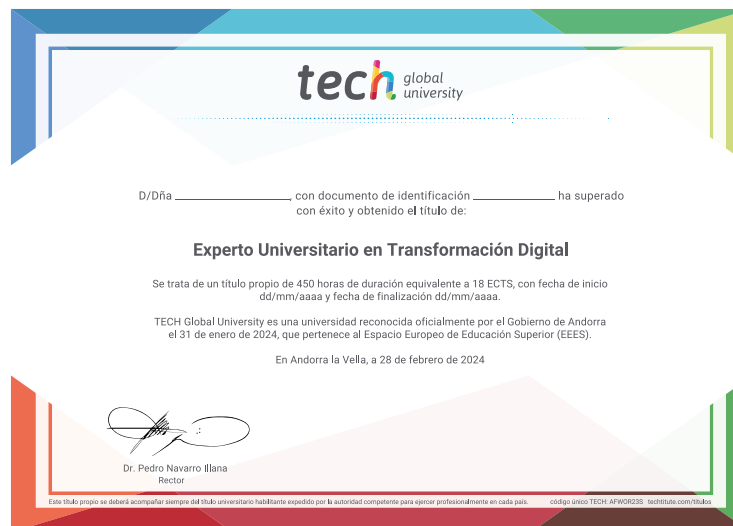 tech global university
D/Dña ____________, con documento de identificación ____________ ha superado
con éxito y obtenido el título de:
Experto Universitario en Transformación Digital
Se trata de un título propio de 450 horas de duración equivalente a 18 ECTS, con fecha de inicio
dd/mm/aaaa y fecha de finalización dd/mm/aaaa.
TECH Global University es una universidad reconocida oficialmente por el Gobierno de Andorra
el 31 de enero de 2024, que pertenece al Espacio Europeo de Educación Superior (EEES).
En Andorra la Vella, a 28 de febrero de 2024
Dr. Pedro Navarro Illana
Rector
Este título propio se deberá acompañar siempre del título universitario habilitante expedido por la autoridad competente para ejercer profesionalmente en cada país. código único TECH: AFWOR23S techtitute.com/titulos